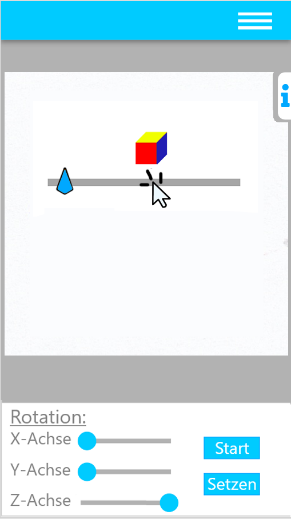 i
Rotation:
X-Achse
Start
Y-Achse
Setzen
Z-Achse